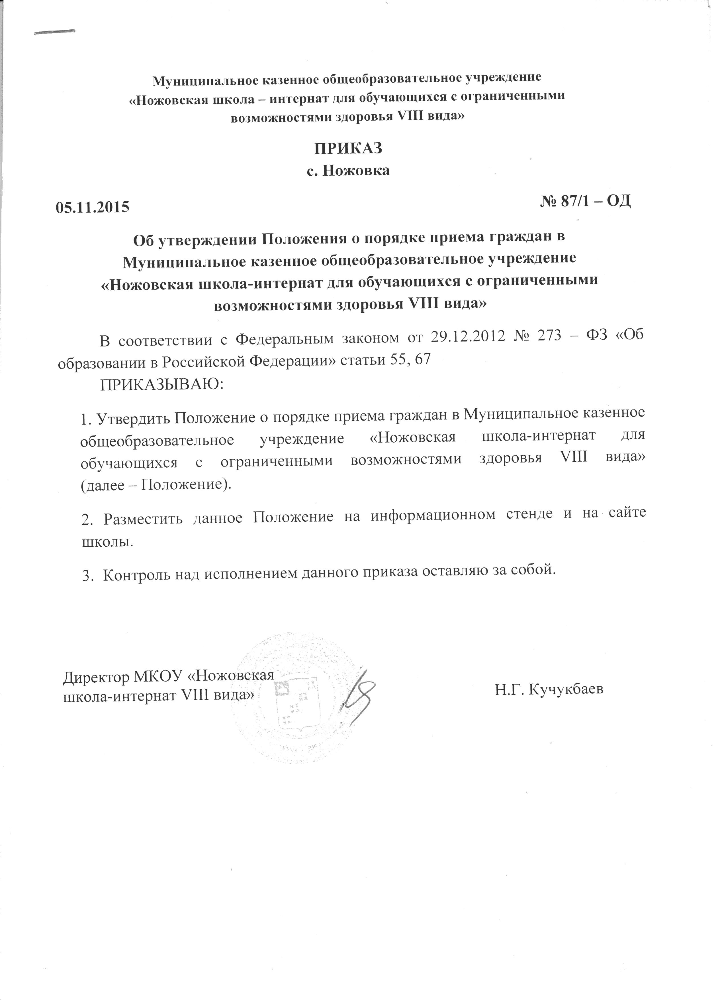 Муниципальное казенное общеобразовательное учреждение
«Ножовская школа – интернат для обучающихся с ограниченными
возможностями здоровья VIII вида»
ПРИКАЗ
с. Ножовка
05.11.2015 № 87/1 – ОД
Об утверждении Положения о порядке приема граждан в
Муниципальное казенное общеобразовательное учреждение
«Ножовская школа-интернат для обучающихся с ограниченными
возможностями здоровья VIII вида»
В соответствии с Федеральным законом от 29.12.2012 № 273 – ФЗ «Об
образовании в Российской Федерации» статьи 55, 67
ПРИКАЗЫВАЮ:
1. Утвердить Положение о порядке приема граждан в Муниципальное казенное
общеобразовательное учреждение «Ножовская школа-интернат для
обучающихся с ограниченными возможностями здоровья VIII вида»
(далее – Положение).
2. Разместить данное Положение на информационном стенде и на сайте
школы.
3. Контроль над исполнением данного приказа оставляю за собой.
Директор МКОУ «Ножовская
школа-интернат VIII вида» Н.Г. Кучукбаев